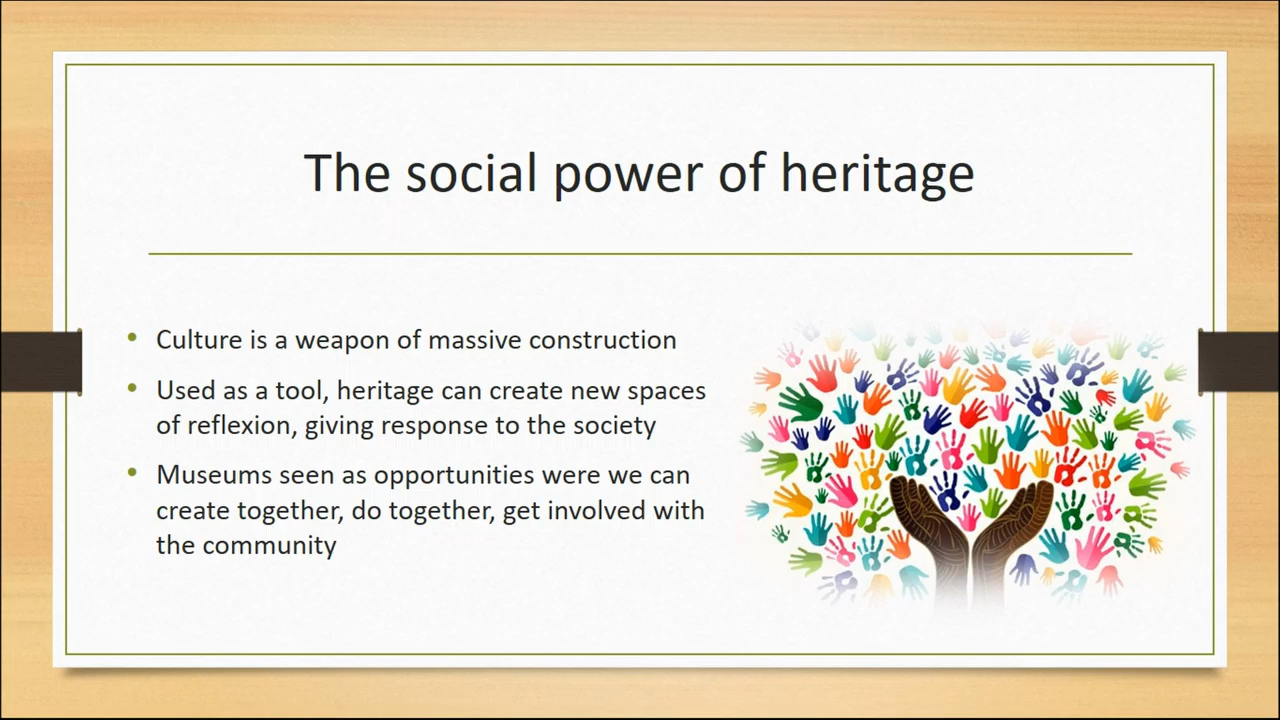 The social power of heritage
• Culture is a weapon of massive construction
• Used as a tool, heritage can create new spaces
of reflexion, giving response to the society
• Museums seen as opportunities were we can
create together, do together, get involved with
the community